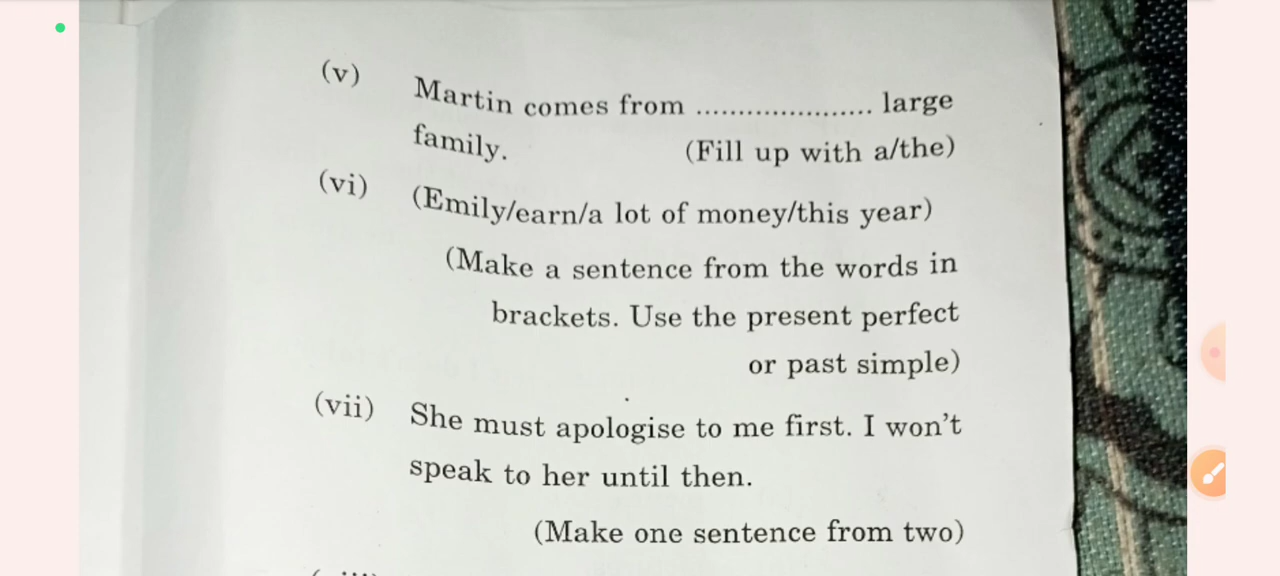 (v) Martin comes from ..................... large
family. (Fill up with a/the)
(vi) (Emily/earn/a lot of money/this year)
(Make a sentence from the words in
brackets. Use the present perfect
or past simple)
(vii) She must apologise to me first. I won't
speak to her until then.
(Make one sentence from two)